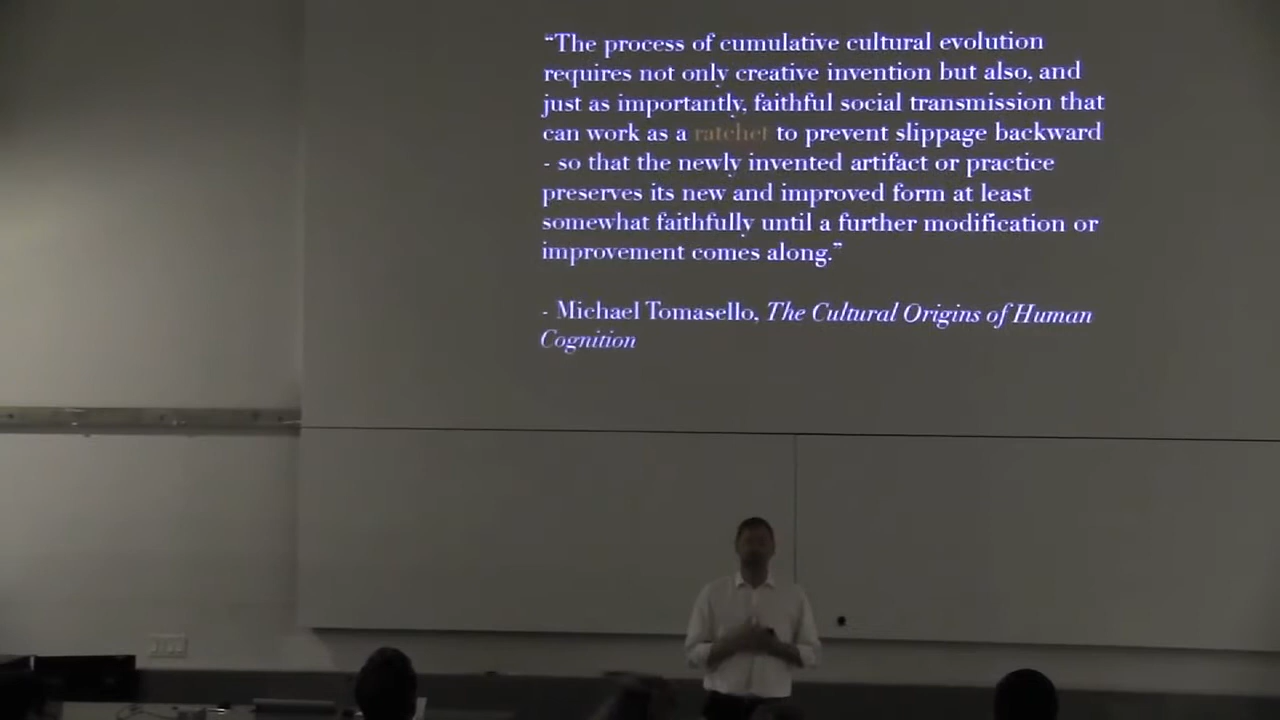 “The process of cumulative cultural evolution
requires not only creative invention but also, and
just as importantly, faithful social transmission that
can work as a ratchet to prevent slippage backward
- so that the newly invented artifact or practice
preserves its new and improved form at least
somewhat faithfully until a further modification or
improvement comes along.”
- Michael Tomasello, The Cultural Origins of Human
Cognition